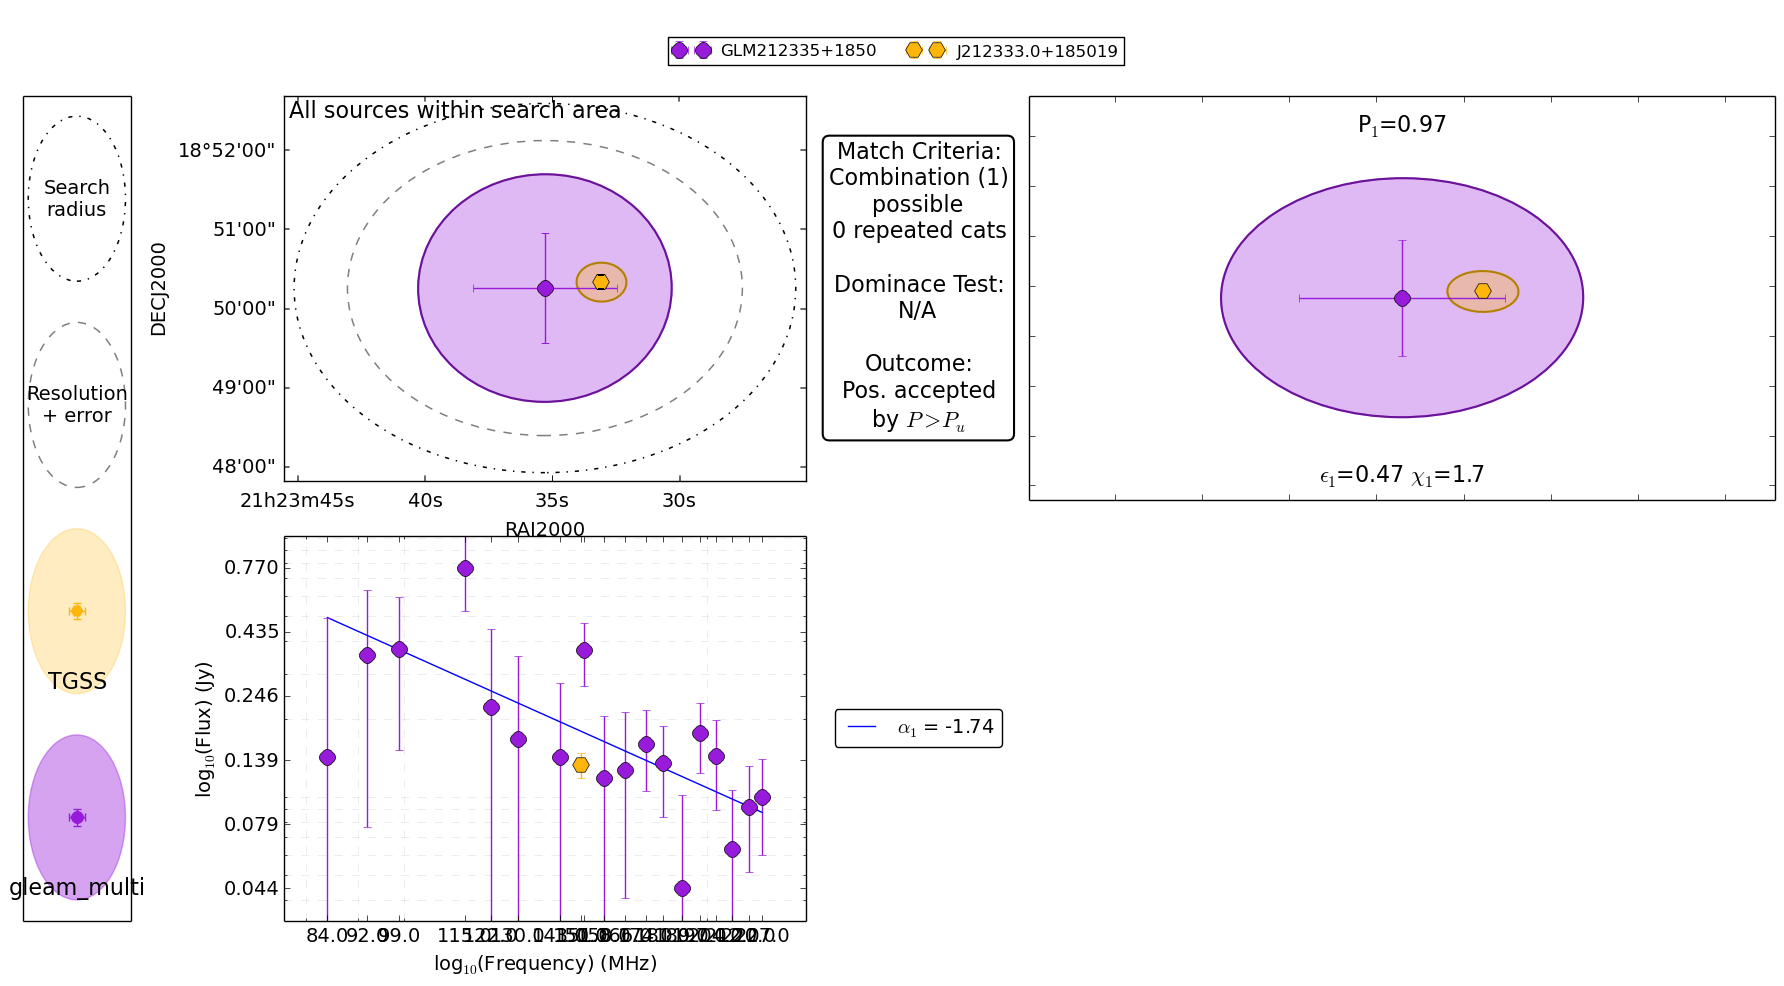 GLM212335+1850
J212333.0+185019
Search
radius
Resolution
+ error
TGSS
gleam_multi
All sources within search area
DECJ2000
18°52'00"
51'00"
50'00"
49'00"
48'00"
21h23m45s
40s
35s
30s
RAJ2000
Match Criteria:
Combination (1)
possible
0 repeated cats
Dominace Test:
N/A
Outcome:
Pos. accepted
by P>Pu
P1=0.97
ϵ1=0.47 χ1=1.7
log10(Flux) (Jy)
0.770
0.435
0.246
0.139
0.079
0.044
84.0
92.0
99.0
log10(Frequency) (MHz)
α1 = -1.74